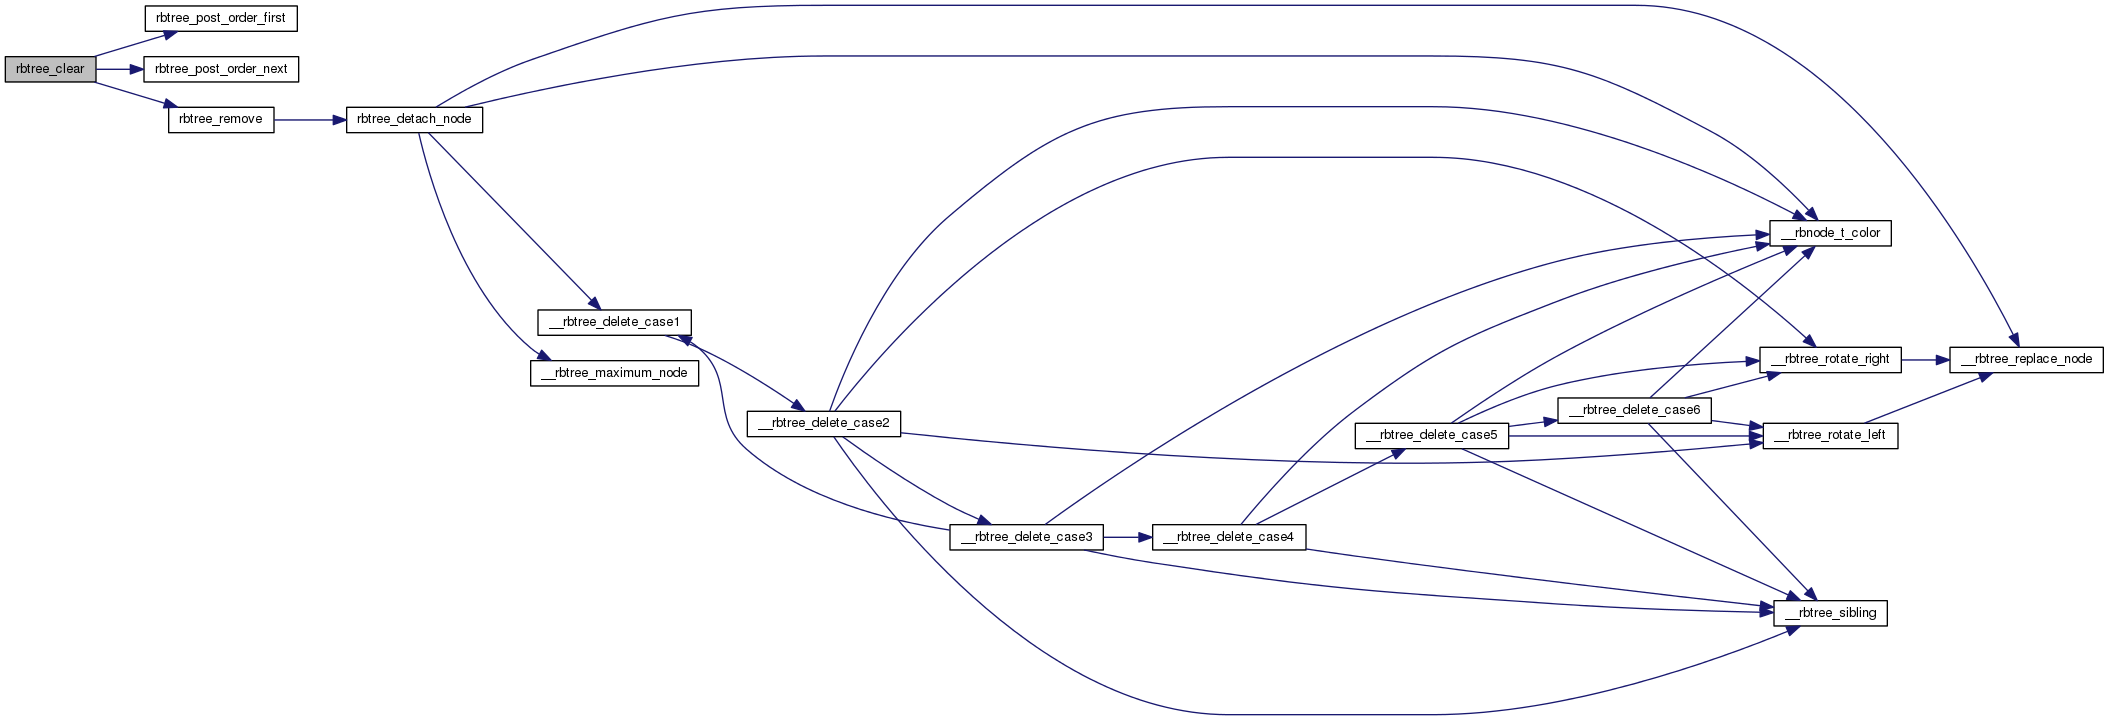 rbtree_post_order_first
rbtree_clear
rbtree_post_order_next
rbtree_remove
rbtree_detach_node
__rbnode_t_color
__rbtree_delete_case1
__rbtree_maximum_node
__rbtree_rotate_right
__rbtree_replace_node
__rbtree_delete_case2
__rbtree_delete_case6
__rbtree_delete_case5
__rbtree_rotate_left
__rbtree_delete_case3
__rbtree_delete_case4
__rbtree_sibling